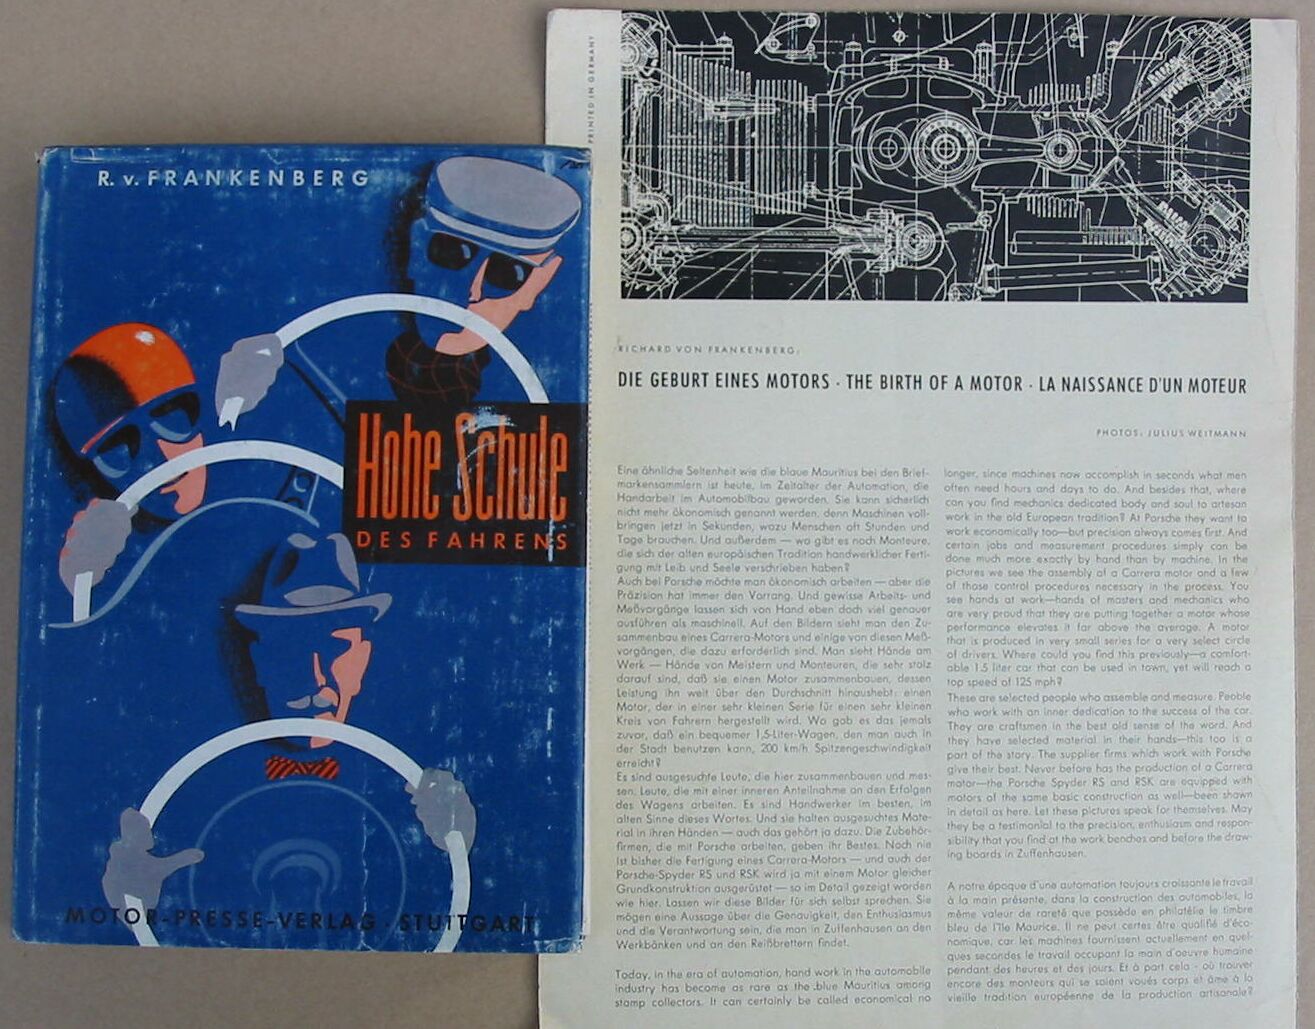 R. v. FRANKENBERG
Hohe Schule
DES FAHRENS
MOTOR-PRESSE-VERLAG · STUTTGART
PRINTED IN GERMANY
RICHARD VON FRANKENBERG:
DIE GEBURT EINES MOTORS · THE BIRTH OF A MOTOR · LA NAISSANCE D'UN MOTEUR
PHOTOS: JULIUS WEITMANN
Eine ähnliche Seltenheit wie die blaue Mauritius bei den Brief-
markensammlern ist heute, im Zeitalter der Automation, die
Handarbeit im Automobilbau geworden. Sie kann sicherlich
nicht mehr ökonomisch genannt werden, denn Maschinen voll-
bringen jetzt in Sekunden, wozu Menschen oft Stunden und
Tage brauchen. Und außerdem — wo gibt es noch Monteure,
die sich der alten europäischen Tradition handwerklicher Ferti-
gung mit Leib und Seele verschrieben haben?
Auch bei Porsche möchte man ökonomisch arbeiten — aber die
Präzision hat immer den Vorrang. Und gewisse Arbeits- und
Meßvorgänge lassen sich von Hand eben doch viel genauer
ausführen als maschinell. Auf den Bildern sieht man den Zu-
sammenbau eines Carrera-Motors und einige von diesen Meß-
vorgängen, die dazu erforderlich sind. Man sieht Hände am
Werk — Hände von Meistern und Monteuren, die sehr stolz
darauf sind, daß sie einen Motor zusammenbauen, dessen
Leistung ihn weit über den Durchschnitt hinaushebt: einen
Motor, der in einer sehr kleinen Serie für einen sehr kleinen
Kreis von Fahrern hergestellt wird. Wo gab es das jemals
zuvor, daß ein bequemer 1,5-Liter-Wagen, den man auch in
der Stadt benutzen kann, 200 km/h Spitzengeschwindigkeit
erreicht?
Es sind ausgesuchte Leute, die hier zusammenbauen und mes-
sen. Leute, die mit einer inneren Anteilnahme an den Erfolgen
des Wagens arbeiten. Es sind Handwerker im besten, im
alten Sinne dieses Wortes. Und sie halten ausgesuchtes Mate-
rial in ihren Händen — auch das gehört ja dazu. Die Zubehör-
firmen, die mit Porsche arbeiten, geben ihr Bestes. Noch nie
ist bisher die Fertigung eines Carrera-Motors — und auch der
Porsche-Spyder RS und RSK wird ja mit einem Motor gleicher
Grundkonstruktion ausgerüstet — so im Detail gezeigt worden
wie hier. Lassen wir diese Bilder für sich selbst sprechen. Sie
mögen eine Aussage über die Genauigkeit, den Enthusiasmus
und die Verantwortung sein, die man in Zuffenhausen an den
Werkbänken und an den Reißbrettern findet.
Today, in the era of automation, hand work in the automobile
industry has become as rare as the blue Mauritius among
stamp collectors. It can certainly be called economical no
longer, since machines now accomplish in seconds what men
often need hours and days to do. And besides that, where
can you find mechanics dedicated body and soul to artesan
work in the old European tradition? At Porsche they want to
work economically too—but precision always comes first. And
certain jobs and measurement procedures simply can be
done much more exactly by hand than by machine. In the
pictures we see the assembly of a Carrera motor and a few
of those control procedures necessary in the process. You
see hands at work—hands of masters and mechanics who
are very proud that they are putting together a motor whose
performance elevates it far above the average. A motor
that is produced in very small series for a very select circle
of drivers. Where could you find this previously—a comfort-
able 1.5 liter car that can be used in town, yet will reach a
top speed of 125 mph?
These are selected people who assemble and measure. People
who work with an inner dedication to the success of the car.
They are craftsmen in the best old sense of the word. And
they have selected material in their hands—this too is a
part of the story. The supplier firms which work with Porsche
give their best. Never before has the production of a Carrera
motor—the Porsche Spyder RS and RSK are equipped with
motors of the same basic construction as well—been shown
in detail as here. Let these pictures speak for themselves. May
they be a testimonial to the precision, enthusiasm and respon-
sibility that you find at the work benches and before the draw-
ing boards in Zuffenhausen.
A notre époque d'une automation toujours croissante le travail
à la main présente, dans la construction des automobiles, la
même valeur de rareté que possède en philatélie le timbre
bleu de l'Ile Maurice. Il ne peut certes être qualifié d'éco-
nomique, car les machines fournissent actuellement en quel-
ques secondes le travail occupant la main d'oeuvre humaine
pendant des heures et des jours. Et à part cela - où trouver
encore des monteurs qui se soient voués corps et âme à la
vieille tradition européenne de la production artisanale?